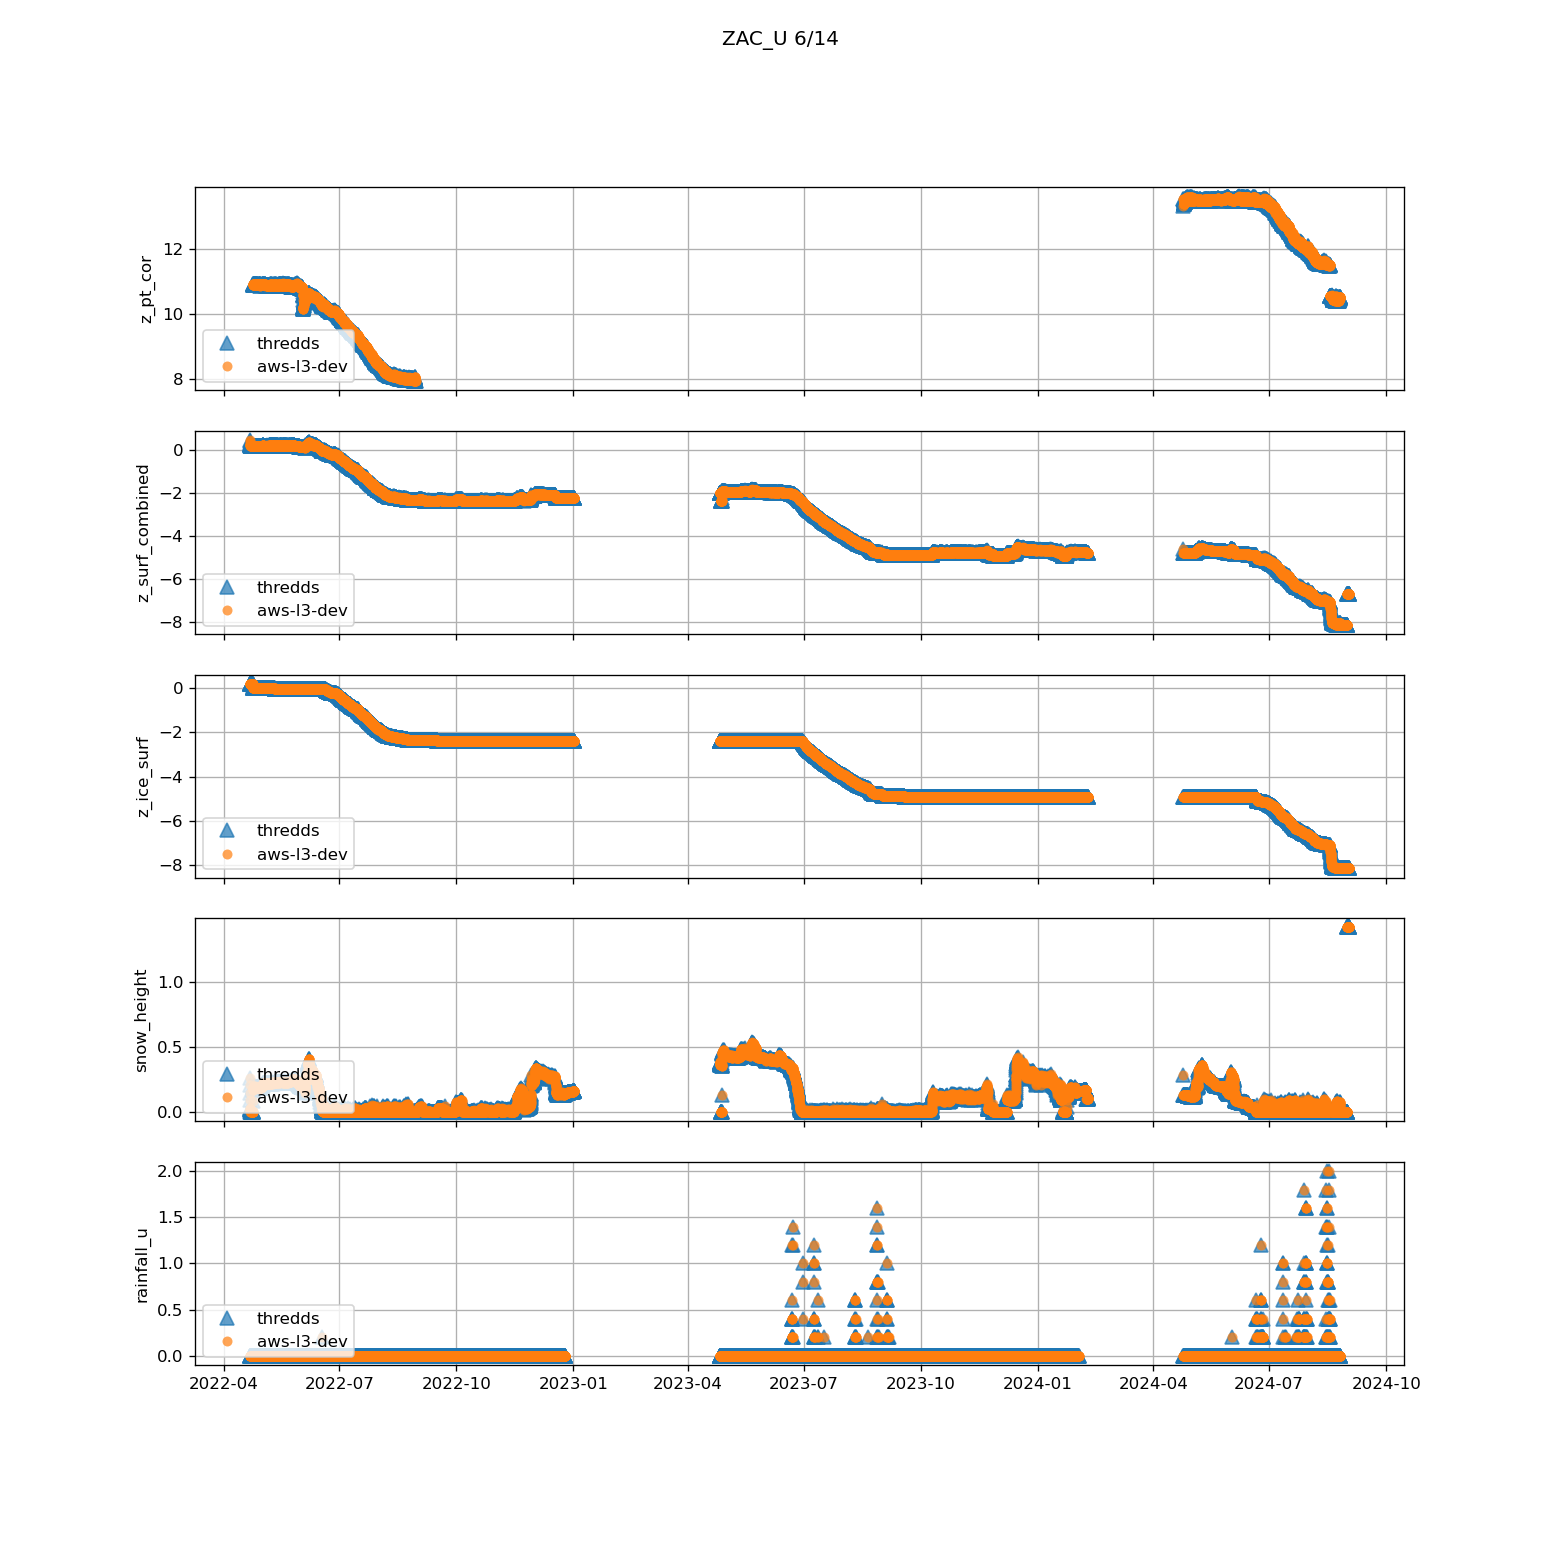 ZAC_U 6/14
z_pt_cor
12
10
8
thredds
aws-l3-dev
z_surf_combined
0
−2
−4
−6
−8
thredds
aws-l3-dev
z_ice_surf
0
−2
−4
−6
−8
thredds
aws-l3-dev
snow_height
1.0
0.5
0.0
thredds
aws-l3-dev
rainfall_u
2.0
1.5
1.0
0.5
0.0
thredds
aws-l3-dev
2022-04 2022-07 2022-10 2023-01 2023-04 2023-07 2023-10 2024-01 2024-04 2024-07 2024-10